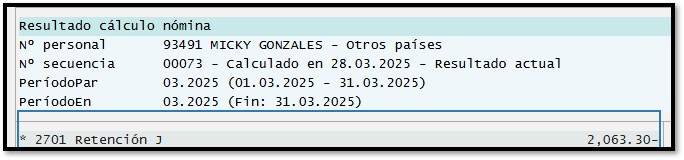 Resultado cálculo nómina
Nº personal 93491 MICKY GONZALES - Otros países
Nº secuencia 00073 - Calculado en 28.03.2025 - Resultado actual
PeríodoPar 03.2025 (01.03.2025 - 31.03.2025)
PeríodoEn 03.2025 (Fin: 31.03.2025)
* 2701 Retención J 2,063.30-